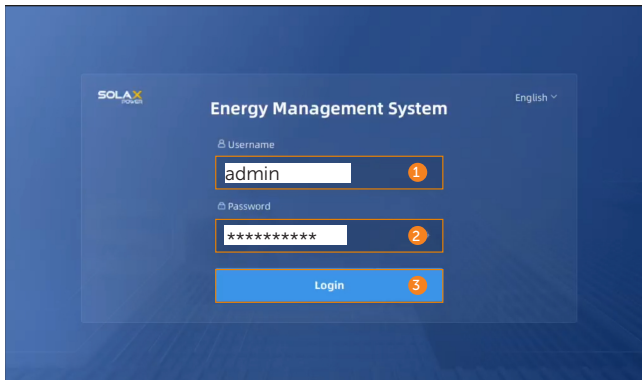 SOLAX
POWER
English
Energy Management System
Username
admin
1
Password
**********
2
Login
3